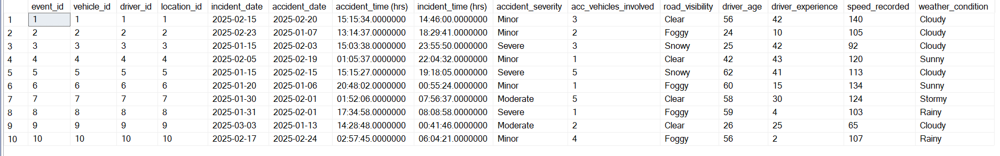 event_id vehicle_id driver_id location_id incident_date accident_date accident_time (hrs) incident_time (hrs) accident_severity acc_vehicles_involved road_visibility driver_age driver_experience speed_recorded weather_condition
1 1 1 1 1 2025-02-15 2025-02-20 15:15:34.0000000 14:46:00.0000000 Minor 3 Clear 56 42 140 Cloudy
2 2 2 2 2 2025-02-23 2025-01-07 13:14:37.0000000 18:29:41.0000000 Minor 2 Foggy 24 10 105 Cloudy
3 3 3 3 3 2025-01-15 2025-02-03 15:03:38.0000000 23:55:50.0000000 Severe 3 Snowy 25 42 92 Cloudy
4 4 4 4 4 2025-02-05 2025-02-19 01:05:37.0000000 22:04:32.0000000 Minor 1 Clear 42 43 120 Sunny
5 5 5 5 5 2025-01-15 2025-02-15 15:15:27.0000000 19:18:05.0000000 Severe 5 Snowy 62 41 113 Cloudy
6 6 6 6 6 2025-01-20 2025-01-06 20:48:02.0000000 00:55:24.0000000 Minor 1 Foggy 60 15 134 Sunny
7 7 7 7 7 2025-01-30 2025-02-01 01:52:06.0000000 07:56:37.0000000 Moderate 5 Clear 58 30 124 Stormy
8 8 8 8 8 2025-01-31 2025-02-01 17:34:58.0000000 08:08:58.0000000 Severe 1 Foggy 59 4 103 Rainy
9 9 9 9 9 2025-03-03 2025-01-13 14:28:48.0000000 00:41:46.0000000 Moderate 2 Clear 26 25 65 Cloudy
10 10 10 10 10 2025-02-17 2025-02-24 02:57:45.0000000 06:04:21.0000000 Minor 4 Foggy 56 2 107 Rainy